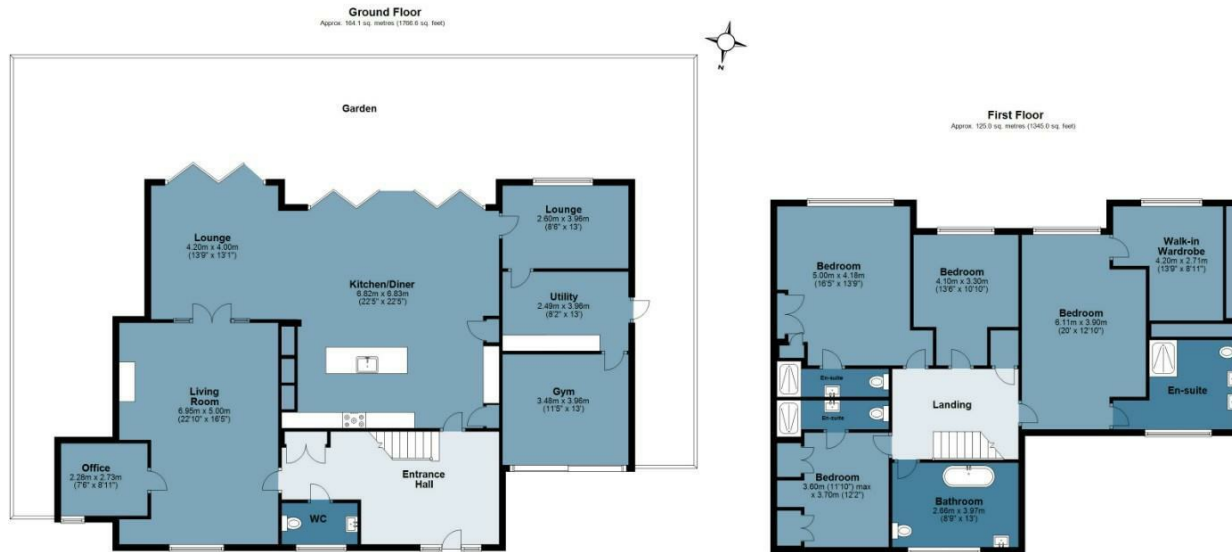 Ground Floor
Approx. 164.1 sq. metres (1766.6 sq. feet)
N
Garden
Lounge
4.20m x 4.00m
(13'9" x 13'1")
Kitchen/Diner
6.82m x 6.83m
(22'5" x 22'5")
Lounge
2.60m x 3.96m
(8'6" x 13')
Utility
2.49m x 3.96m
(8'2" x 13')
Living
Room
6.95m x 5.00m
(22'10" x 16'5")
Gym
3.48m x 3.96m
(11'5" x 13')
Office
2.28m x 2.73m
(7'6" x 8'11")
Entrance
Hall
WC
First Floor
Approx. 125.0 sq. metres (1345.0 sq. feet)
Bedroom
5.00m x 4.18m
(16'5" x 13'9")
Bedroom
4.10m x 3.30m
(13'6" x 10'10")
Bedroom
6.11m x 3.90m
(20' x 12'10")
Walk-in
Wardrobe
4.20m x 2.71m
(13'9" x 8'11")
En-suite
En-suite
Landing
En-suite
Bedroom
3.60m (11'10") max
x 3.70m (12'2")
Bathroom
2.66m x 3.97m
(8'9" x 13')